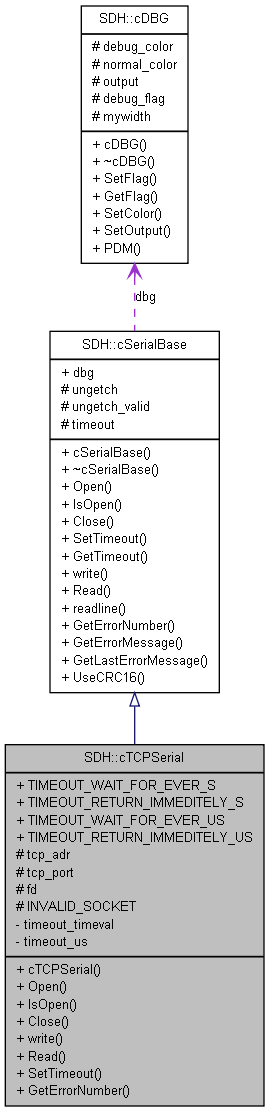 SDH::cDBG
# debug_color
# normal_color
# output
# debug_flag
# mywidth
+ cDBG()
+ ~cDBG()
+ SetFlag()
+ GetFlag()
+ SetColor()
+ SetOutput()
+ PDM()
dbg
SDH::cSerialBase
+ dbg
# ungetch
# ungetch_valid
# timeout
+ cSerialBase()
+ ~cSerialBase()
+ Open()
+ IsOpen()
+ Close()
+ SetTimeout()
+ GetTimeout()
+ write()
+ Read()
+ readline()
+ GetErrorNumber()
+ GetErrorMessage()
+ GetLastErrorMessage()
+ UseCRC16()
SDH::cTCPSerial
+ TIMEOUT_WAIT_FOR_EVER_S
+ TIMEOUT_RETURN_IMMEDITELY_S
+ TIMEOUT_WAIT_FOR_EVER_US
+ TIMEOUT_RETURN_IMMEDITELY_US
# tcp_adr
# tcp_port
# fd
# INVALID_SOCKET
- timeout_timeval
- timeout_us
+ cTCPSerial()
+ Open()
+ IsOpen()
+ Close()
+ write()
+ Read()
+ SetTimeout()
+ GetErrorNumber()